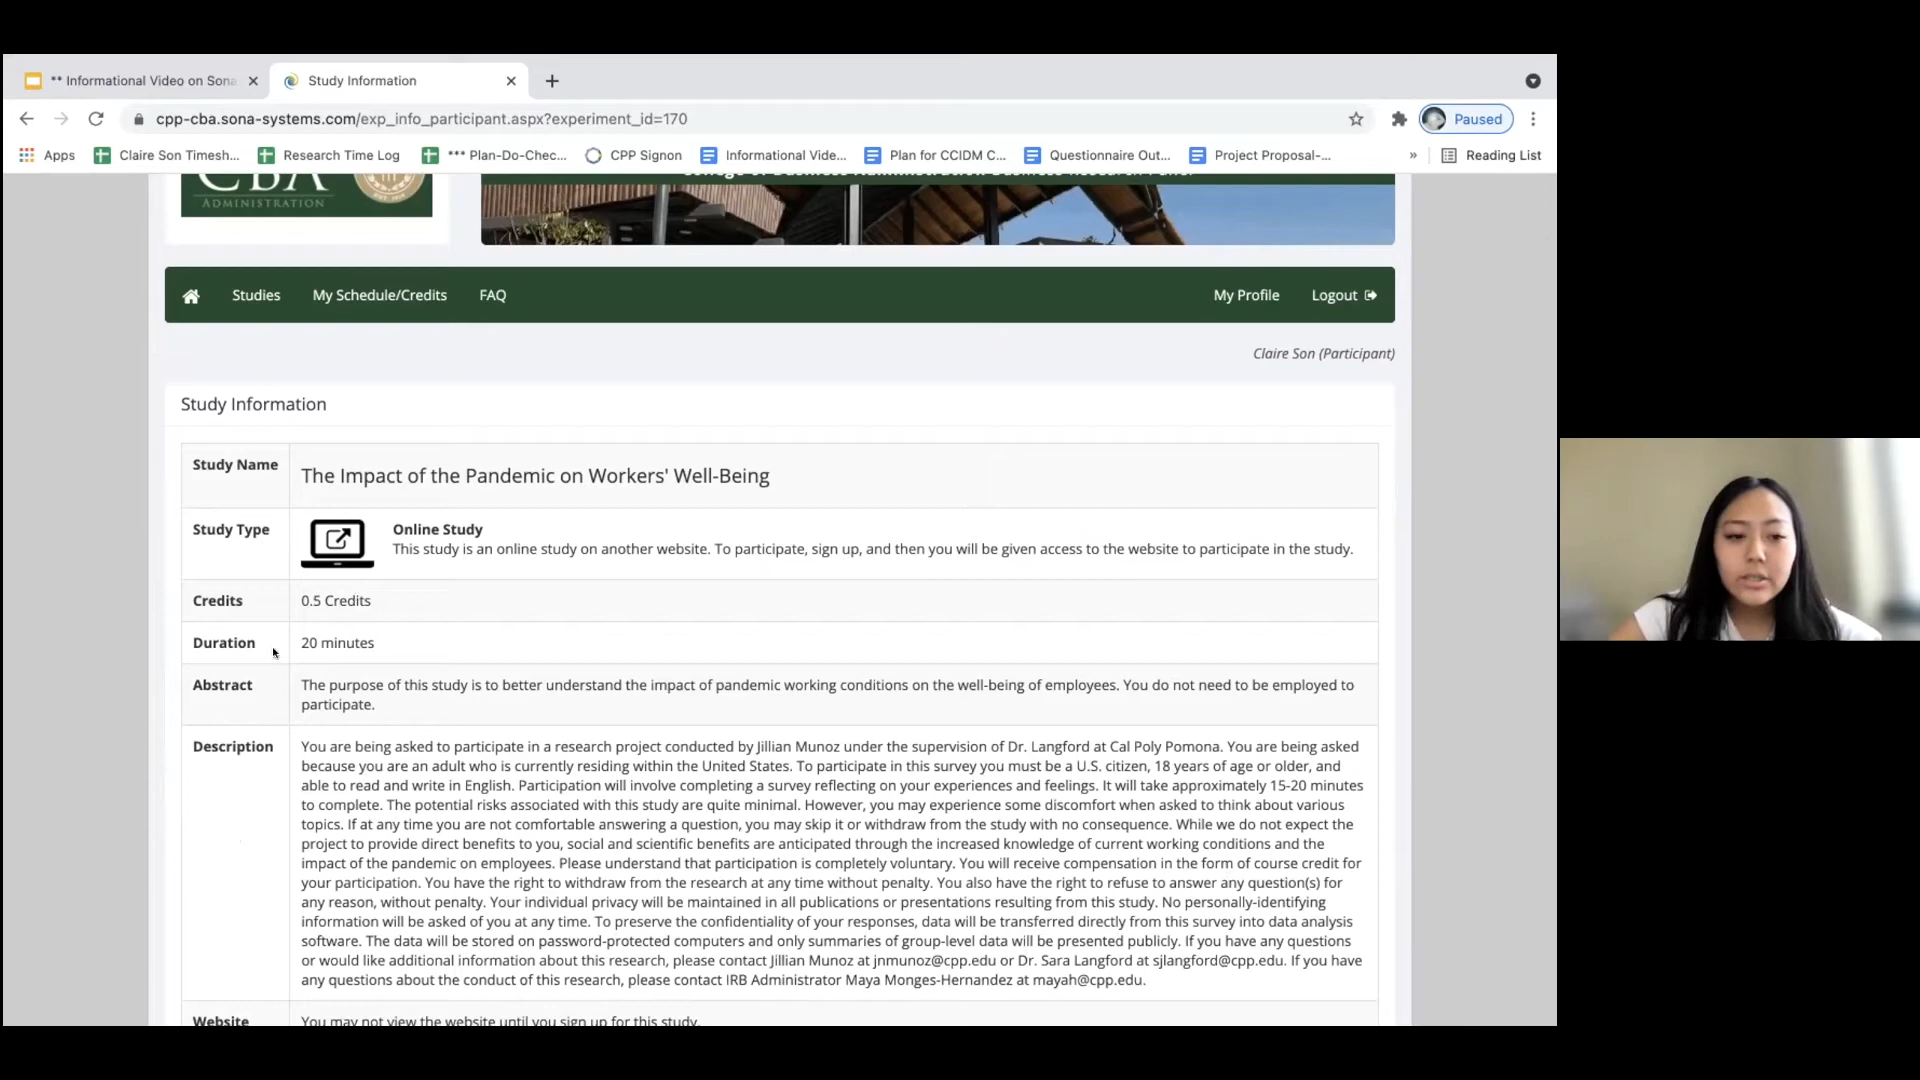 ** Informational Video on Sona
Study Information
cpp-cba.sona-systems.com/exp_info_participant.aspx?experiment_id=170
Paused
Apps
Claire Son Timesh...
Research Time Log
*** Plan-Do-Chec...
CPP Signon
Informational Vide...
Plan for CCIDM C...
Questionnaire Out...
Project Proposal-...
»
Reading List
CBA
ADMINISTRATION
Studies
My Schedule/Credits
FAQ
My Profile
Logout
Claire Son (Participant)
Study Information
Study Name
The Impact of the Pandemic on Workers' Well-Being
Study Type
Online Study
This study is an online study on another website. To participate, sign up, and then you will be given access to the website to participate in the study.
Credits
0.5 Credits
Duration
20 minutes
Abstract
The purpose of this study is to better understand the impact of pandemic working conditions on the well-being of employees. You do not need to be employed to
participate.
Description
You are being asked to participate in a research project conducted by Jillian Munoz under the supervision of Dr. Langford at Cal Poly Pomona. You are being asked
because you are an adult who is currently residing within the United States. To participate in this survey you must be a U.S. citizen, 18 years of age or older, and
able to read and write in English. Participation will involve completing a survey reflecting on your experiences and feelings. It will take approximately 15-20 minutes
to complete. The potential risks associated with this study are quite minimal. However, you may experience some discomfort when asked to think about various
topics. If at any time you are not comfortable answering a question, you may skip it or withdraw from the study with no consequence. While we do not expect the
project to provide direct benefits to you, social and scientific benefits are anticipated through the increased knowledge of current working conditions and the
impact of the pandemic on employees. Please understand that participation is completely voluntary. You will receive compensation in the form of course credit for
your participation. You have the right to withdraw from the research at any time without penalty. You also have the right to refuse to answer any question(s) for
any reason, without penalty. Your individual privacy will be maintained in all publications or presentations resulting from this study. No personally-identifying
information will be asked of you at any time. To preserve the confidentiality of your responses, data will be transferred directly from this survey into data analysis
software. The data will be stored on password-protected computers and only summaries of group-level data will be presented publicly. If you have any questions
or would like additional information about this research, please contact Jillian Munoz at jnmunoz@cpp.edu or Dr. Sara Langford at sjlangford@cpp.edu. If you have
any questions about the conduct of this research, please contact IRB Administrator Maya Monges-Hernandez at mayah@cpp.edu.
Website
You may not view the website until you sign up for this study.